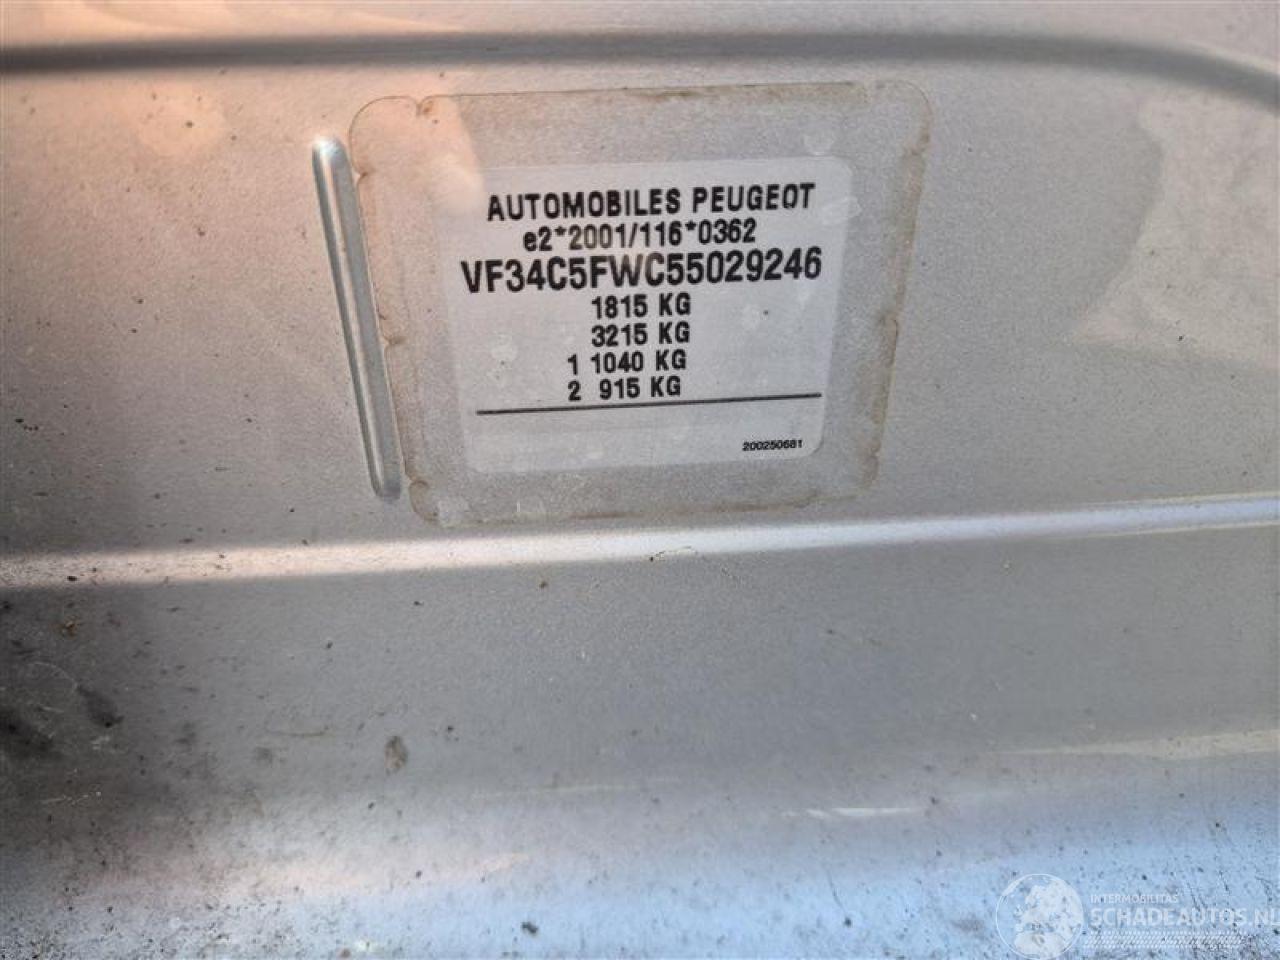 AUTOMOBILES PEUGEOT
e2*2001/116*0362
VF34C5FWC55029246
1815 KG
3215 KG
1 1040 KG
2 915 KG
200250681
INTERMOBILITAS
SCHADEAUTOS.NL